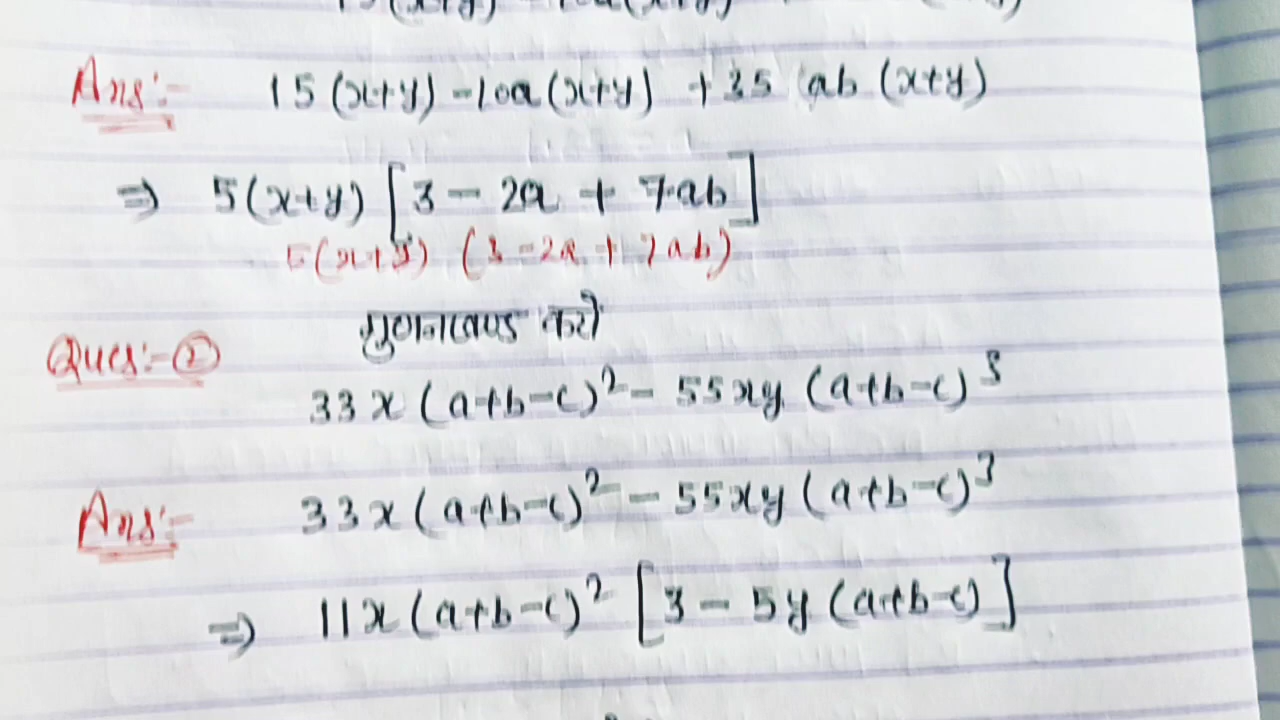 Ans:- 15(x+y) -10a(x+y) +35 ab (x+y)
⇒ 5(x+y) [3 - 2a + 7ab]
5(x+y) (3-2a + 7ab)
गुणनखण्ड करो
Ques:-②
33x (a+b-c)² - 55xy (a+b-c)³
Ans:- 33x (a+b-c)² - 55xy (a+b-c)³
⇒ 11x (a+b-c)² [3 - 5y (a+b-c)]